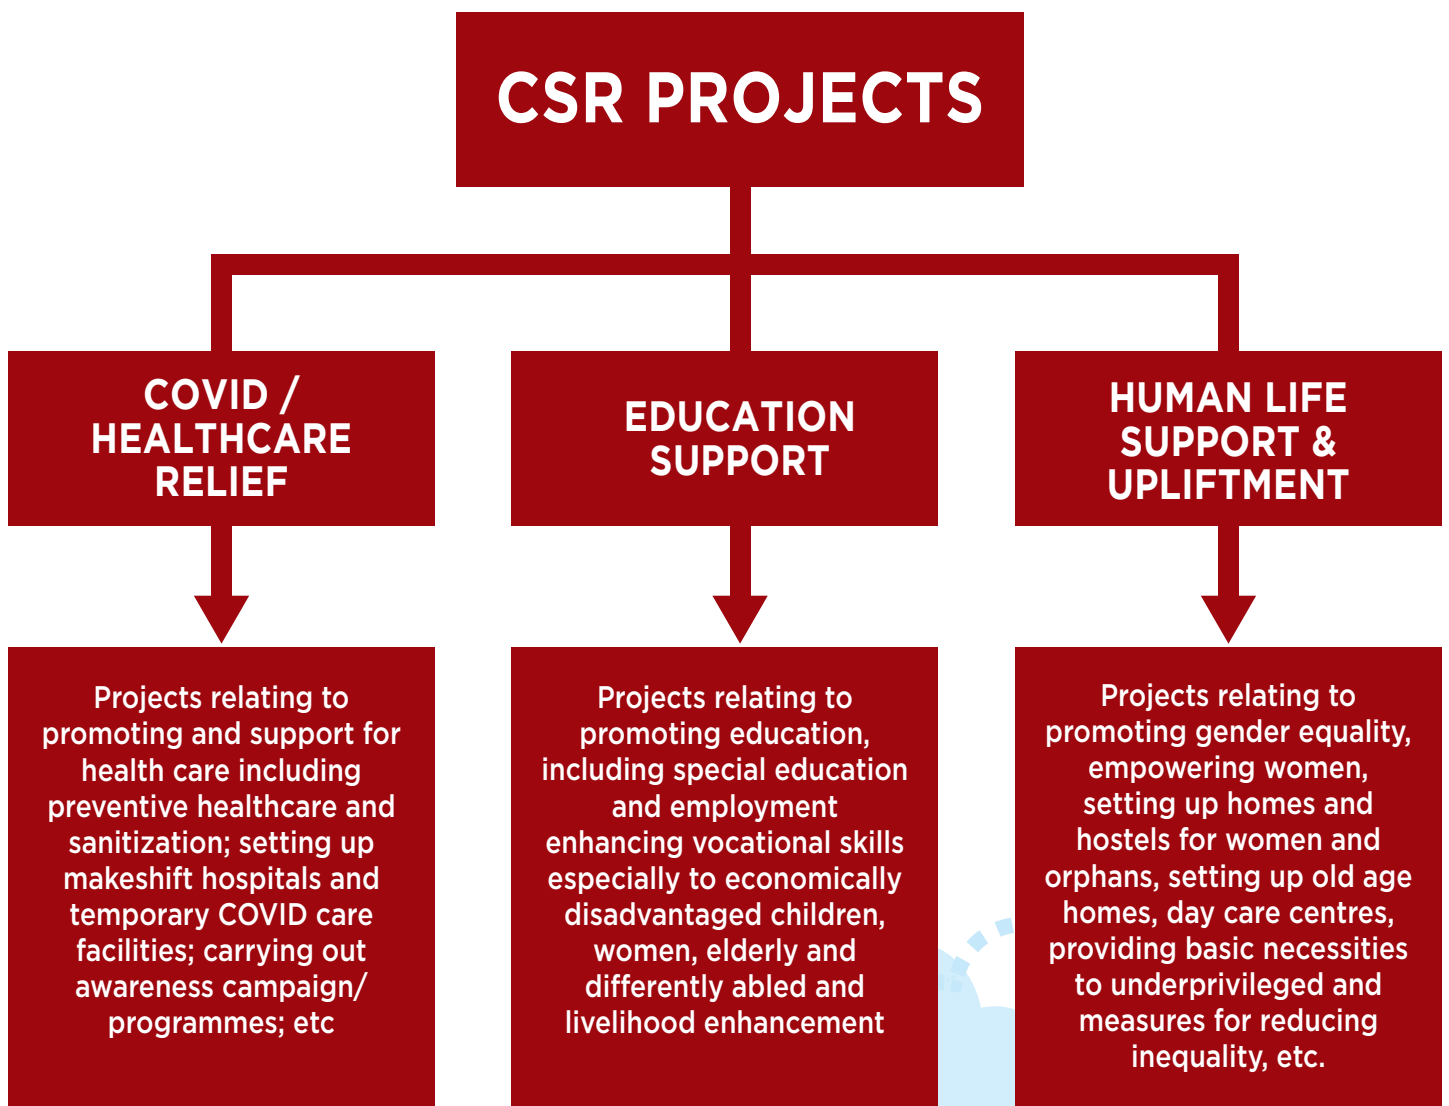 CSR PROJECTS
COVID /
HEALTHCARE
RELIEF
Projects relating to
promoting and support for
health care including
preventive healthcare and
sanitization; setting up
makeshift hospitals and
temporary COVID care
facilities; carrying out
awareness campaign/
programmes; etc
EDUCATION
SUPPORT
Projects relating to
promoting education,
including special education
and employment
enhancing vocational skills
especially to economically
disadvantaged children,
women, elderly and
differently abled and
livelihood enhancement
HUMAN LIFE
SUPPORT &
UPLIFTMENT
Projects relating to
promoting gender equality,
empowering women,
setting up homes and
hostels for women and
orphans, setting up old age
homes, day care centres,
providing basic necessities
to underprivileged and
measures for reducing
inequality, etc.